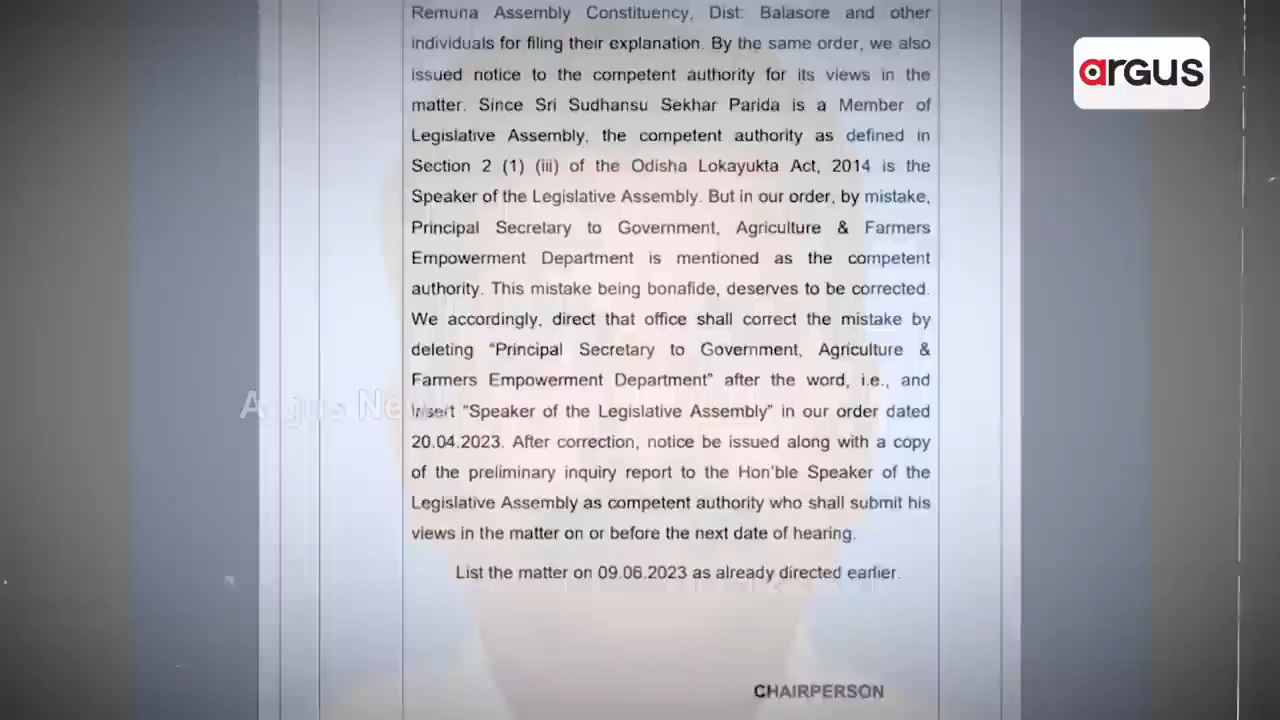 Remuna Assembly Constituency, Dist: Balasore and other
individuals for filing their explanation. By the same order, we also
issued notice to the competent authority for its views in the
matter. Since Sri Sudhansu Sekhar Parida is a Member of
Legislative Assembly, the competent authority as defined in
Section 2 (1) (iii) of the Odisha Lokayukta Act, 2014 is the
Speaker of the Legislative Assembly. But in our order, by mistake,
Principal Secretary to Government, Agriculture & Farmers
Empowerment Department is mentioned as the competent
authority. This mistake being bonafide, deserves to be corrected.
We accordingly, direct that office shall correct the mistake by
deleting “Principal Secretary to Government, Agriculture &
Farmers Empowerment Department” after the word, i.e., and
insert “Speaker of the Legislative Assembly” in our order dated
20.04.2023. After correction, notice be issued along with a copy
of the preliminary inquiry report to the Hon’ble Speaker of the
Legislative Assembly as competent authority who shall submit his
views in the matter on or before the next date of hearing.
List the matter on 09.06.2023 as already directed earlier.
CHAIRPERSON
argus
Argus News